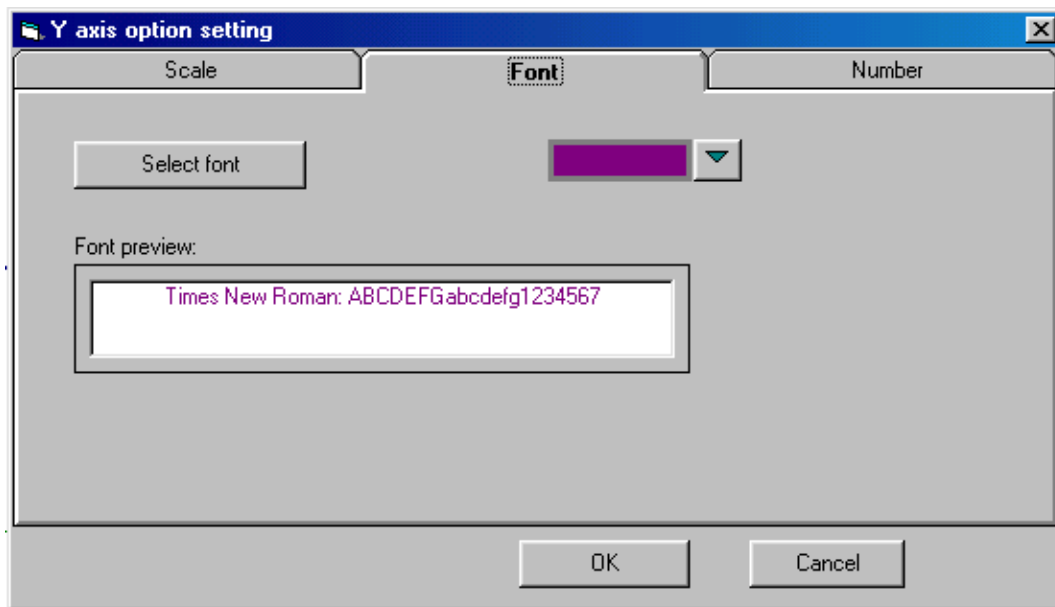 Y axis option setting
Scale Font Number
Select font
Font preview:
Times New Roman: ABCDEFGabcdefg1234567
OK Cancel